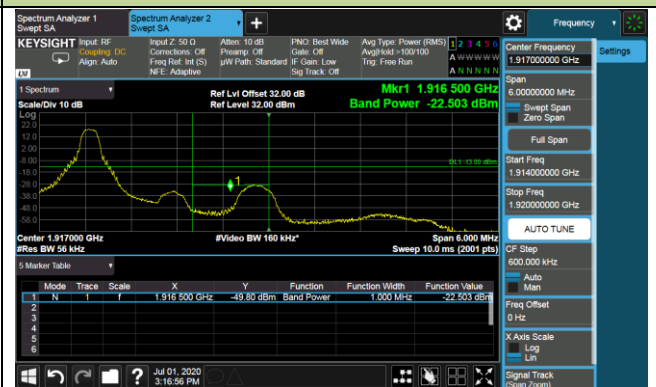 Spectrum Analyzer 1
Swept SA
Spectrum Analyzer 2
Swept SA
Frequency
KEYSIGHT
Input: RF
Coupling: DC
Align: Auto
Input Z: 50 Ω
Corrections: Off
Freq Ref: Int (S)
NFE: Adaptive
Atten: 10 dB
Preamp: Off
µW Path: Standard
PNO: Best Wide
Gate: Off
IF Gain: Low
Sig Track: Off
Avg Type: Power (RMS)
Avg|Hold:>100/100
Trig: Free Run
1 2 3 4 5 6
A W W W W W
A N N N N N
LXI
1 Spectrum
Scale/Div 10 dB
Ref Lvl Offset 32.00 dB
Ref Level 32.00 dBm
Mkr1 1.916 500 GHz
Band Power -22.503 dBm
Log
22.0
12.0
2.00
-8.00
-18.0
-28.0
-38.0
-48.0
-58.0
DL1 -13.00 dBm
1
Center 1.917000 GHz
#Res BW 56 kHz
#Video BW 160 kHz*
Span 6.000 MHz
Sweep 10.0 ms (2001 pts)
5 Marker Table
Mode Trace Scale X Y Function Function Width Function Value
1 N 1 f 1.916 500 GHz -49.80 dBm Band Power 1.000 MHz -22.503 dBm
2
3
4
5
6
Jul 01, 2020
3:16:56 PM
Center Frequency
1.917000000 GHz
Settings
Span
6.00000000 MHz
Swept Span
Zero Span
Full Span
Start Freq
1.914000000 GHz
Stop Freq
1.920000000 GHz
AUTO TUNE
CF Step
600.000 kHz
Auto
Man
Freq Offset
0 Hz
X Axis Scale
Log
Lin
Signal Track
(Span Zoom)